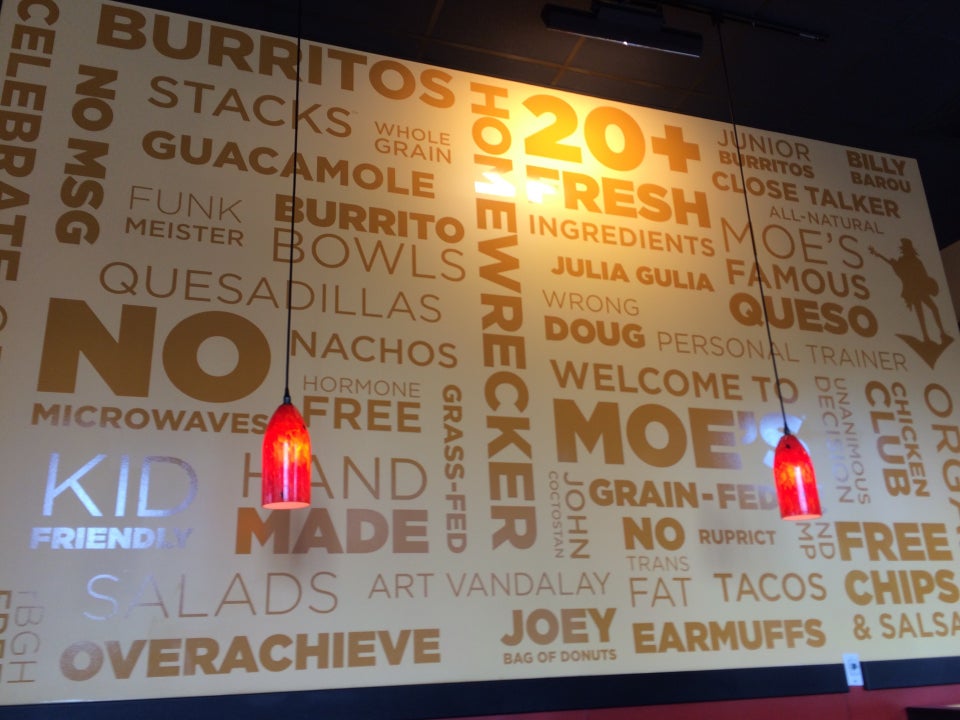 CELEBRATE
NO MSG
BURRITOS
STACKS
WHOLE
GRAIN
GUACAMOLE
FUNK
MEISTER
BURRITO
BOWLS
QUESADILLAS
NO
MICROWAVES
NACHOS
HORMONE
FREE
GRASS-FED
HOMEWRECKER
20+
FRESH
INGREDIENTS
JUNIOR
BURRITOS
BILLY
BAROU
CLOSE TALKER
ALL-NATURAL
MOE'S
FAMOUS
QUESO
JULIA GULIA
WRONG
DOUG
PERSONAL TRAINER
WELCOME TO
MOE'S
UNANIMOUS
DECISION
CHICKEN
CLUB
KID
FRIENDLY
HAND
MADE
JOHN
COCTOSTAN
GRAIN-FED
NO
TRANS
FAT
RUPRICT
FREE
CHIPS
& SALSA
SALADS
ART VANDALAY
TACOS
RBGH
FREE
OVERACHIEVE
JOEY
BAG OF DONUTS
EARMUFFS